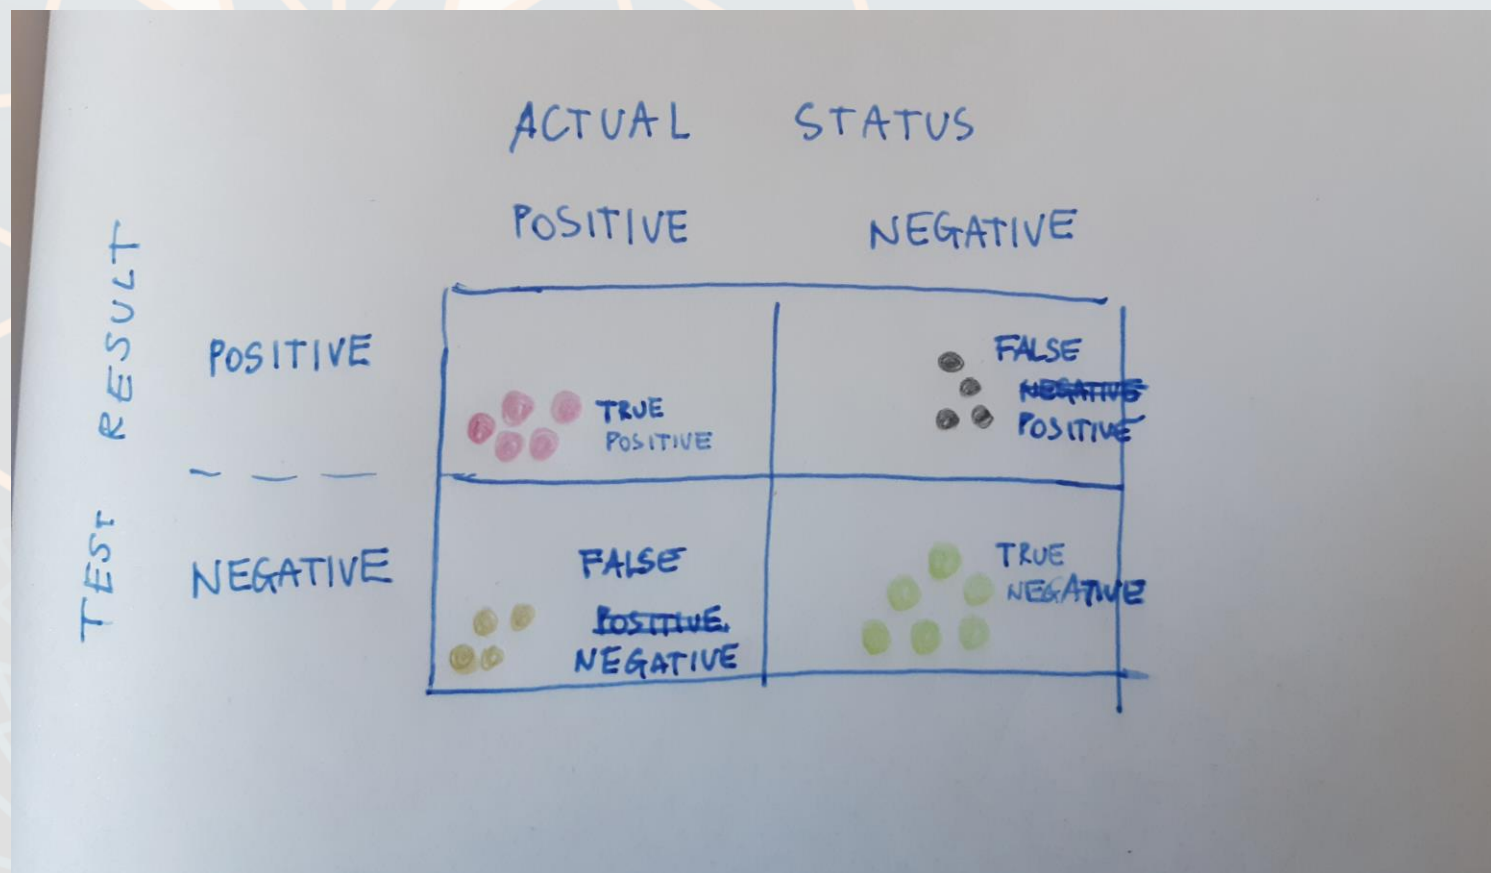 ACTUAL STATUS
POSITIVE NEGATIVE
TEST RESULT
POSITIVE
TRUE
POSITIVE
FALSE
NEGATIVE
POSITIVE
NEGATIVE
FALSE
POSITIVE.
NEGATIVE
TRUE
NEGATIVE